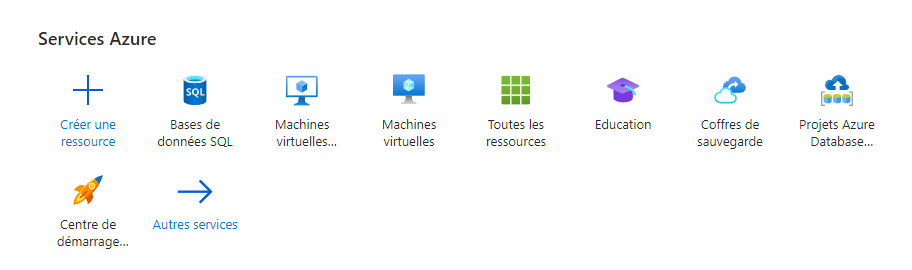 Services Azure
SQL
Créer une
ressource
Bases de
données SQL
Machines
virtuelles...
Machines
virtuelles
Toutes les
ressources
Education
Coffres de
sauvegarde
Projets Azure
Database...
Centre de
démarrage...
Autres services